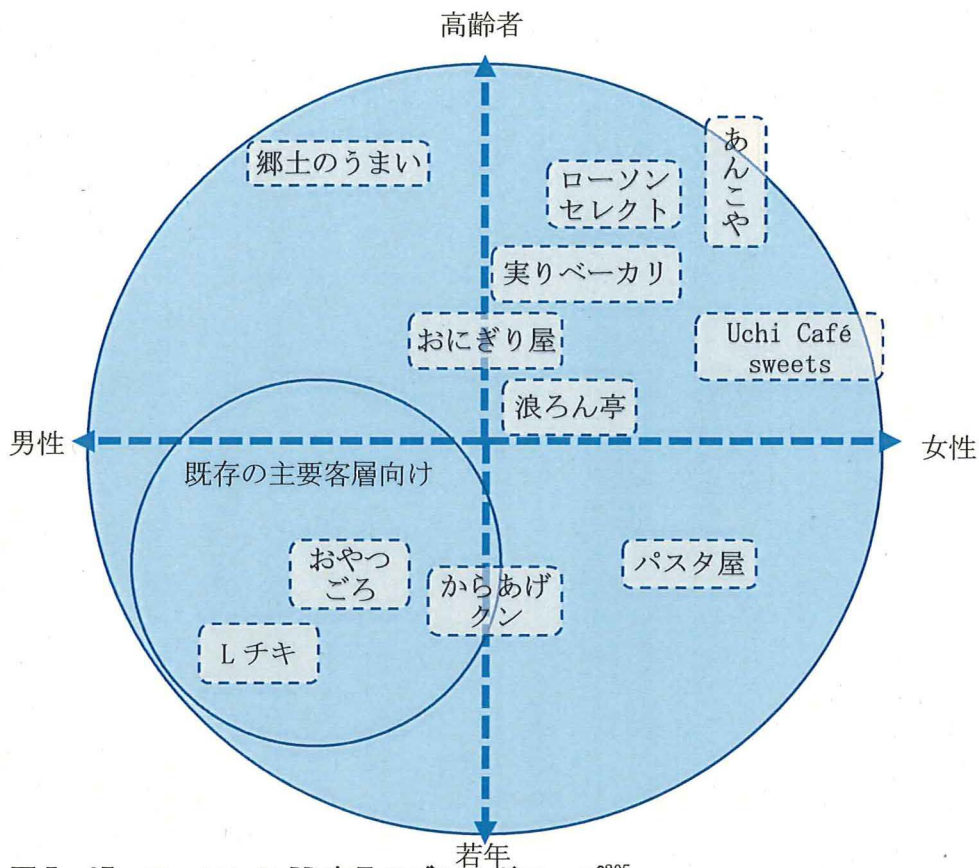 高齢者
郷土のうまい
あんこや
ローソン
セレクト
実りベーカリ
おにぎり屋
Uchi Café
sweets
浪ろん亭
男性
女性
既存の主要客層向け
おやつ
ごろ
からあげ
クン
パスタ屋
Lチキ
若年